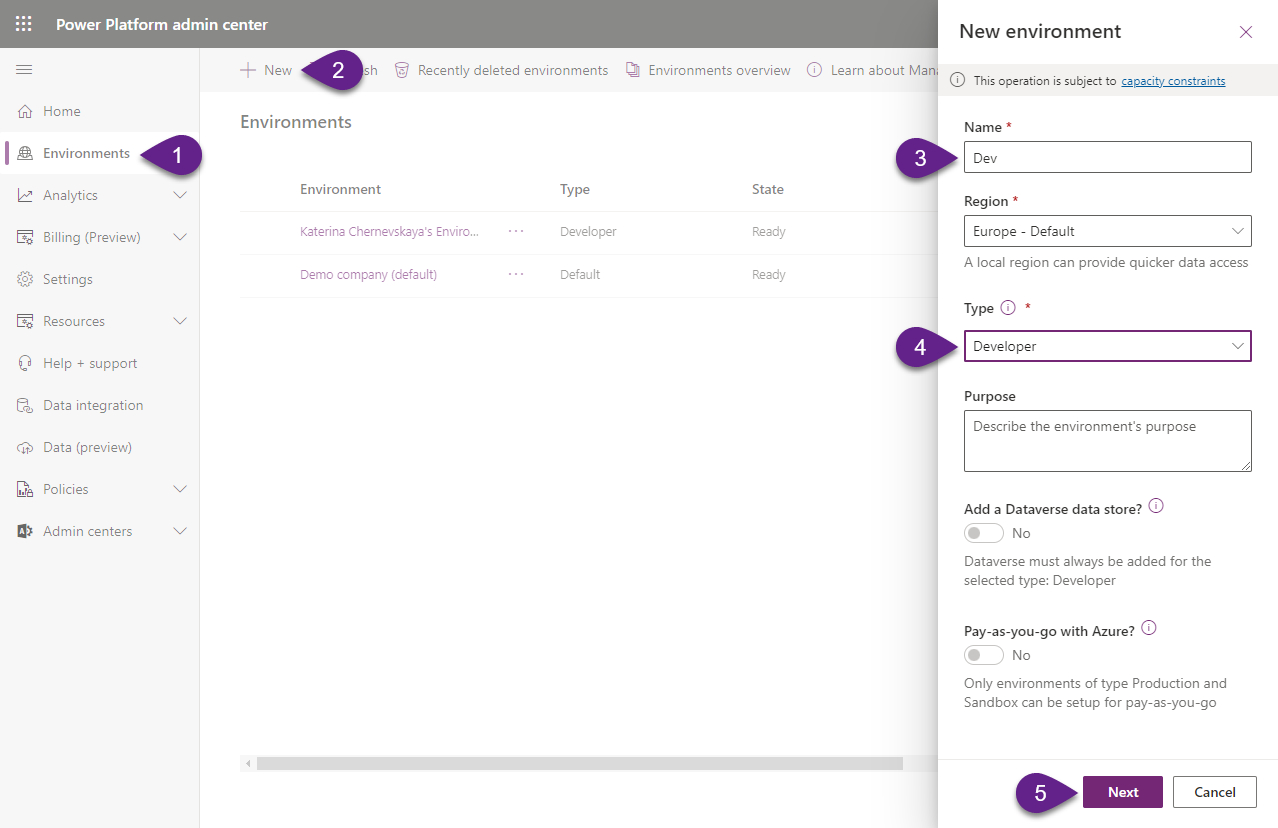 Power Platform admin center
Home
Environments
1
Analytics
Billing (Preview)
Settings
Resources
Help + support
Data integration
Data (preview)
Policies
Admin centers
New
2
sh
Recently deleted environments
Environments overview
Learn about Mana
Environments
Environment Type State
Katerina Chernevskaya's Enviro... Developer Ready
Demo company (default) Default Ready
New environment
This operation is subject to capacity constraints
Name *
3
Dev
Region *
Europe - Default
A local region can provide quicker data access
Type *
4
Developer
Purpose
Describe the environment's purpose
Add a Dataverse data store?
No
Dataverse must always be added for the
selected type: Developer
Pay-as-you-go with Azure?
No
Only environments of type Production and
Sandbox can be setup for pay-as-you-go
5
Next
Cancel